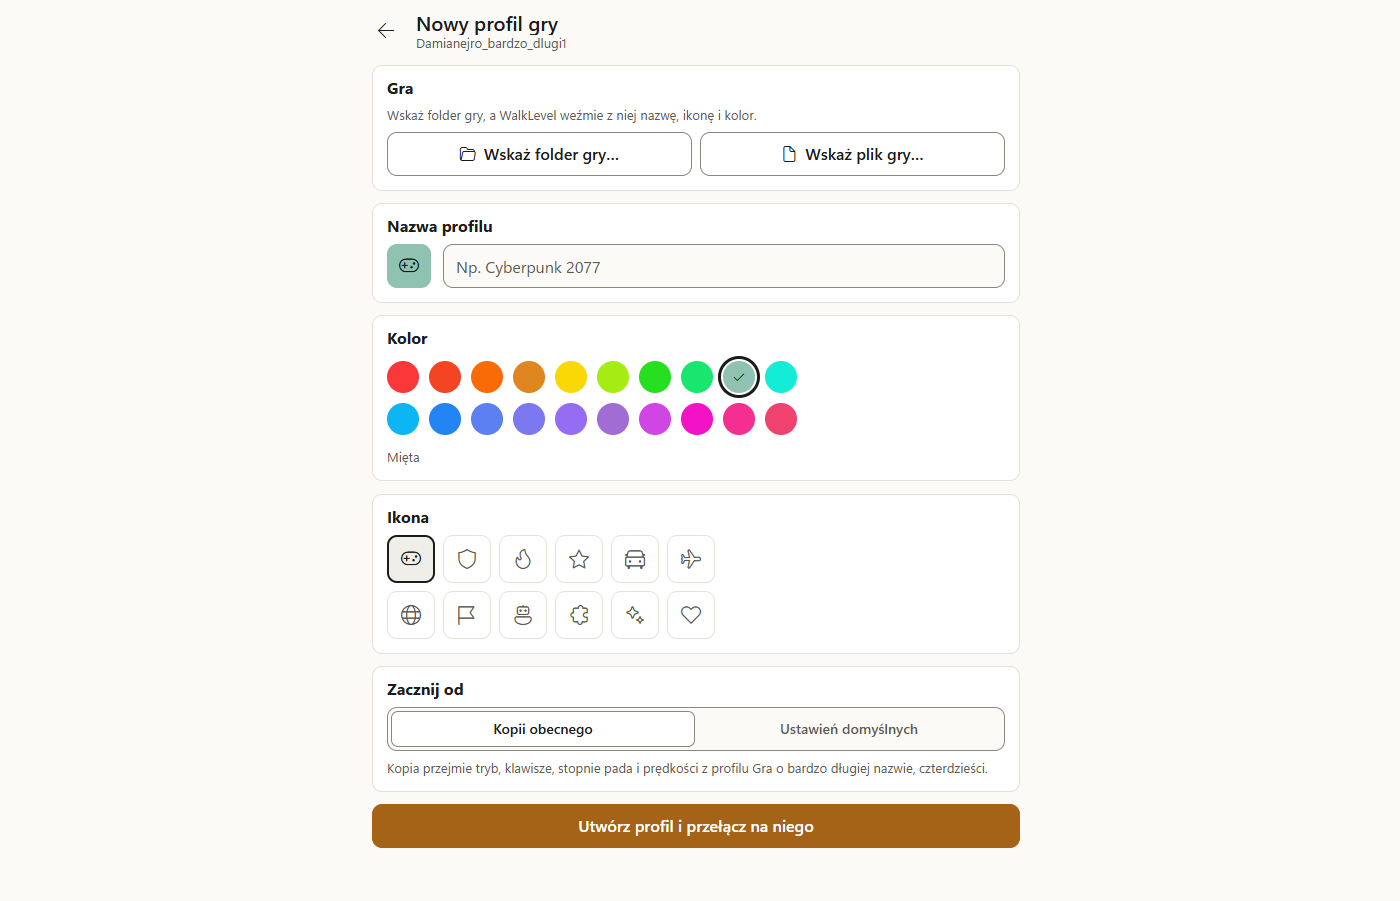 Nowy profil gry
Damianejro_bardzo_dlugi1
Gra
Wskaż folder gry, a WalkLevel weźmie z niej nazwę, ikonę i kolor.
Wskaż folder gry...
Wskaż plik gry...
Nazwa profilu
Np. Cyberpunk 2077
Kolor
Mięta
Ikona
Zacznij od
Kopii obecnego
Ustawień domyślnych
Kopia przejmie tryb, klawisze, stopnie pada i prędkości z profilu Gra o bardzo długiej nazwie, czterdzieści.
Utwórz profil i przełącz na niego